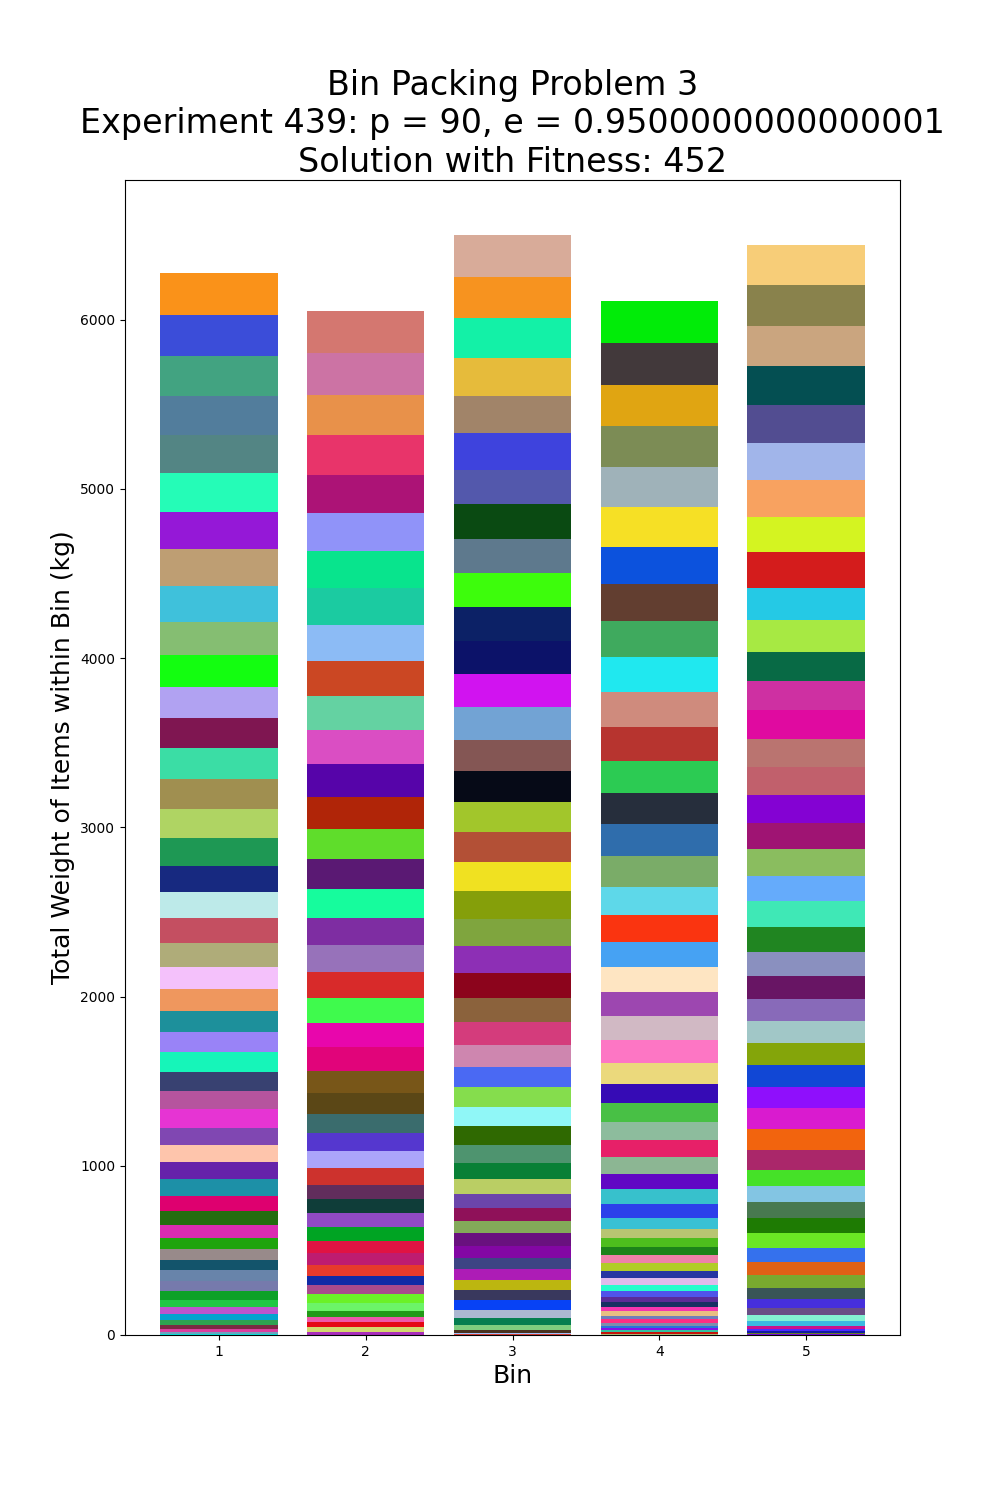 Bin Packing Problem 3
Experiment 439: p = 90, e = 0.9500000000000001
Solution with Fitness: 452
Total Weight of Items within Bin (kg)
6000
5000
4000
3000
2000
1000
0
1 2 3 4 5
Bin